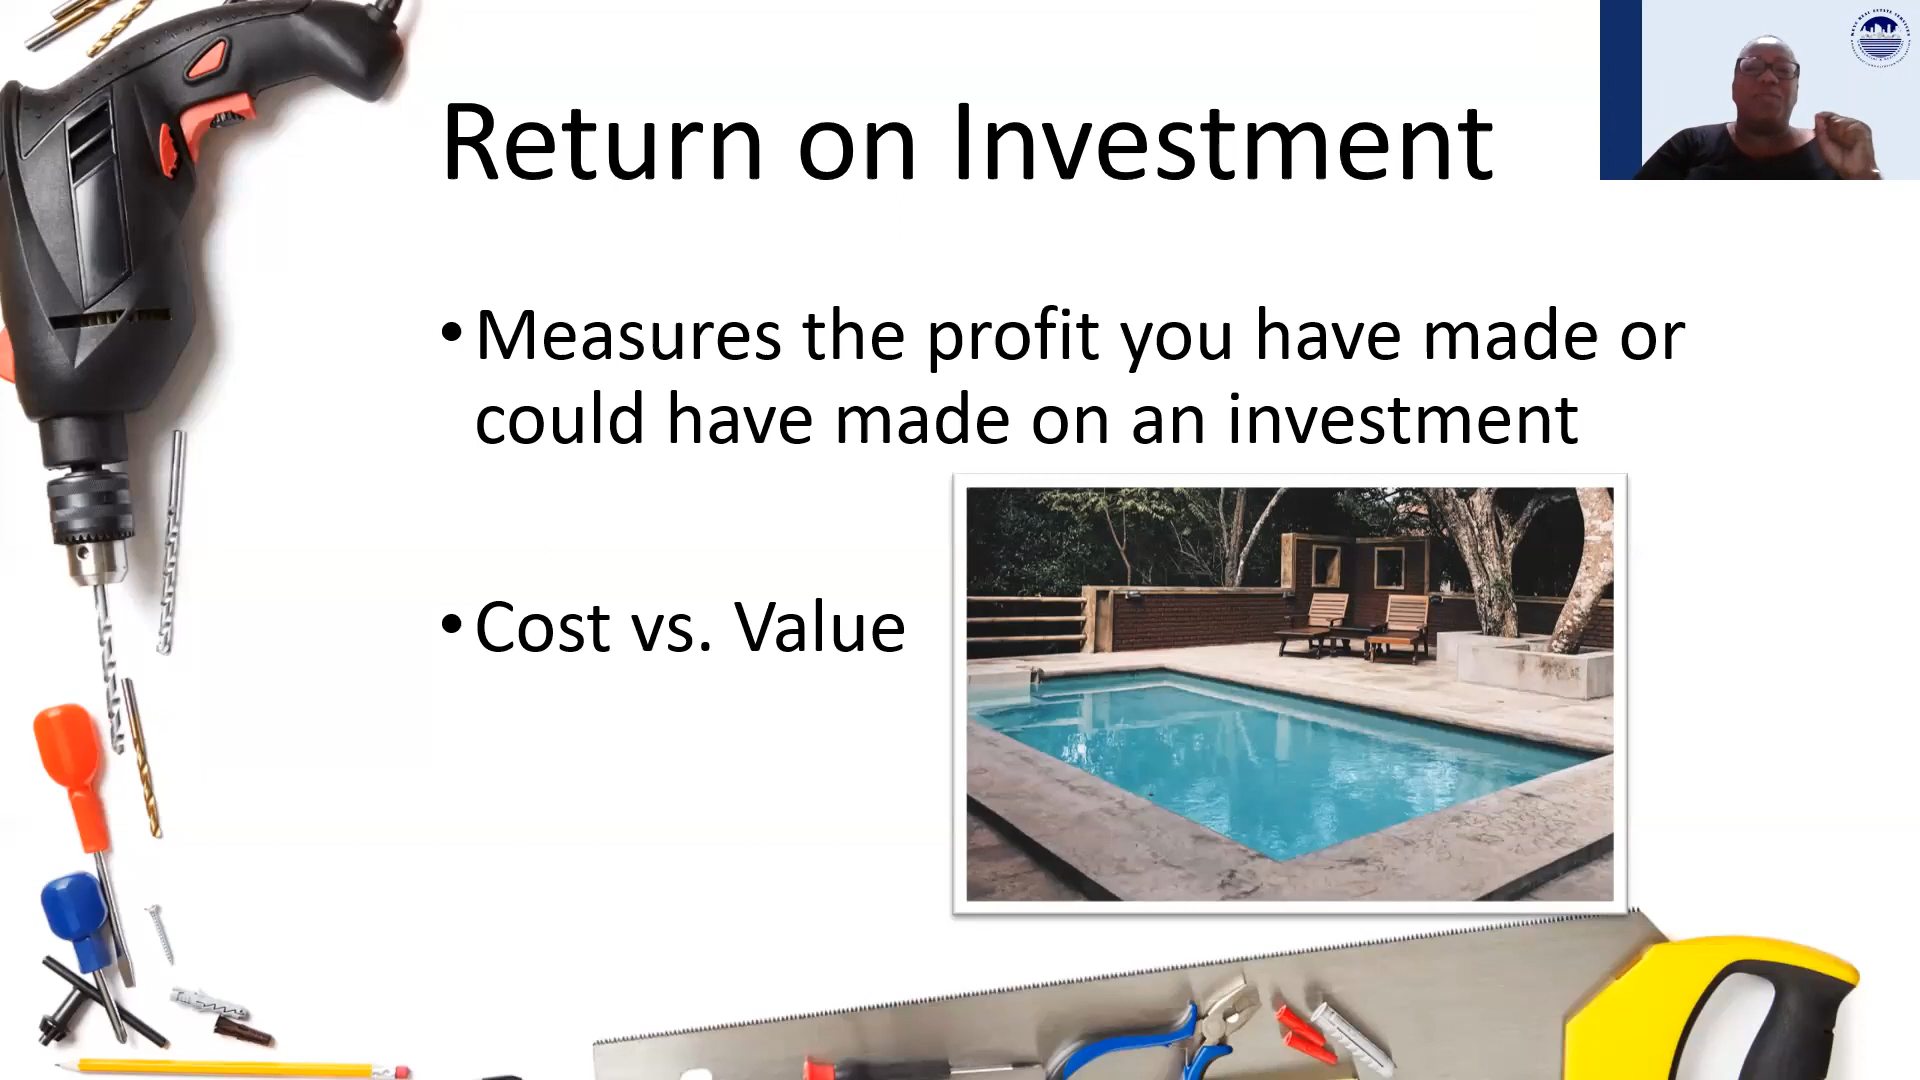 Return on Investment
• Measures the profit you have made or
could have made on an investment
• Cost vs. Value